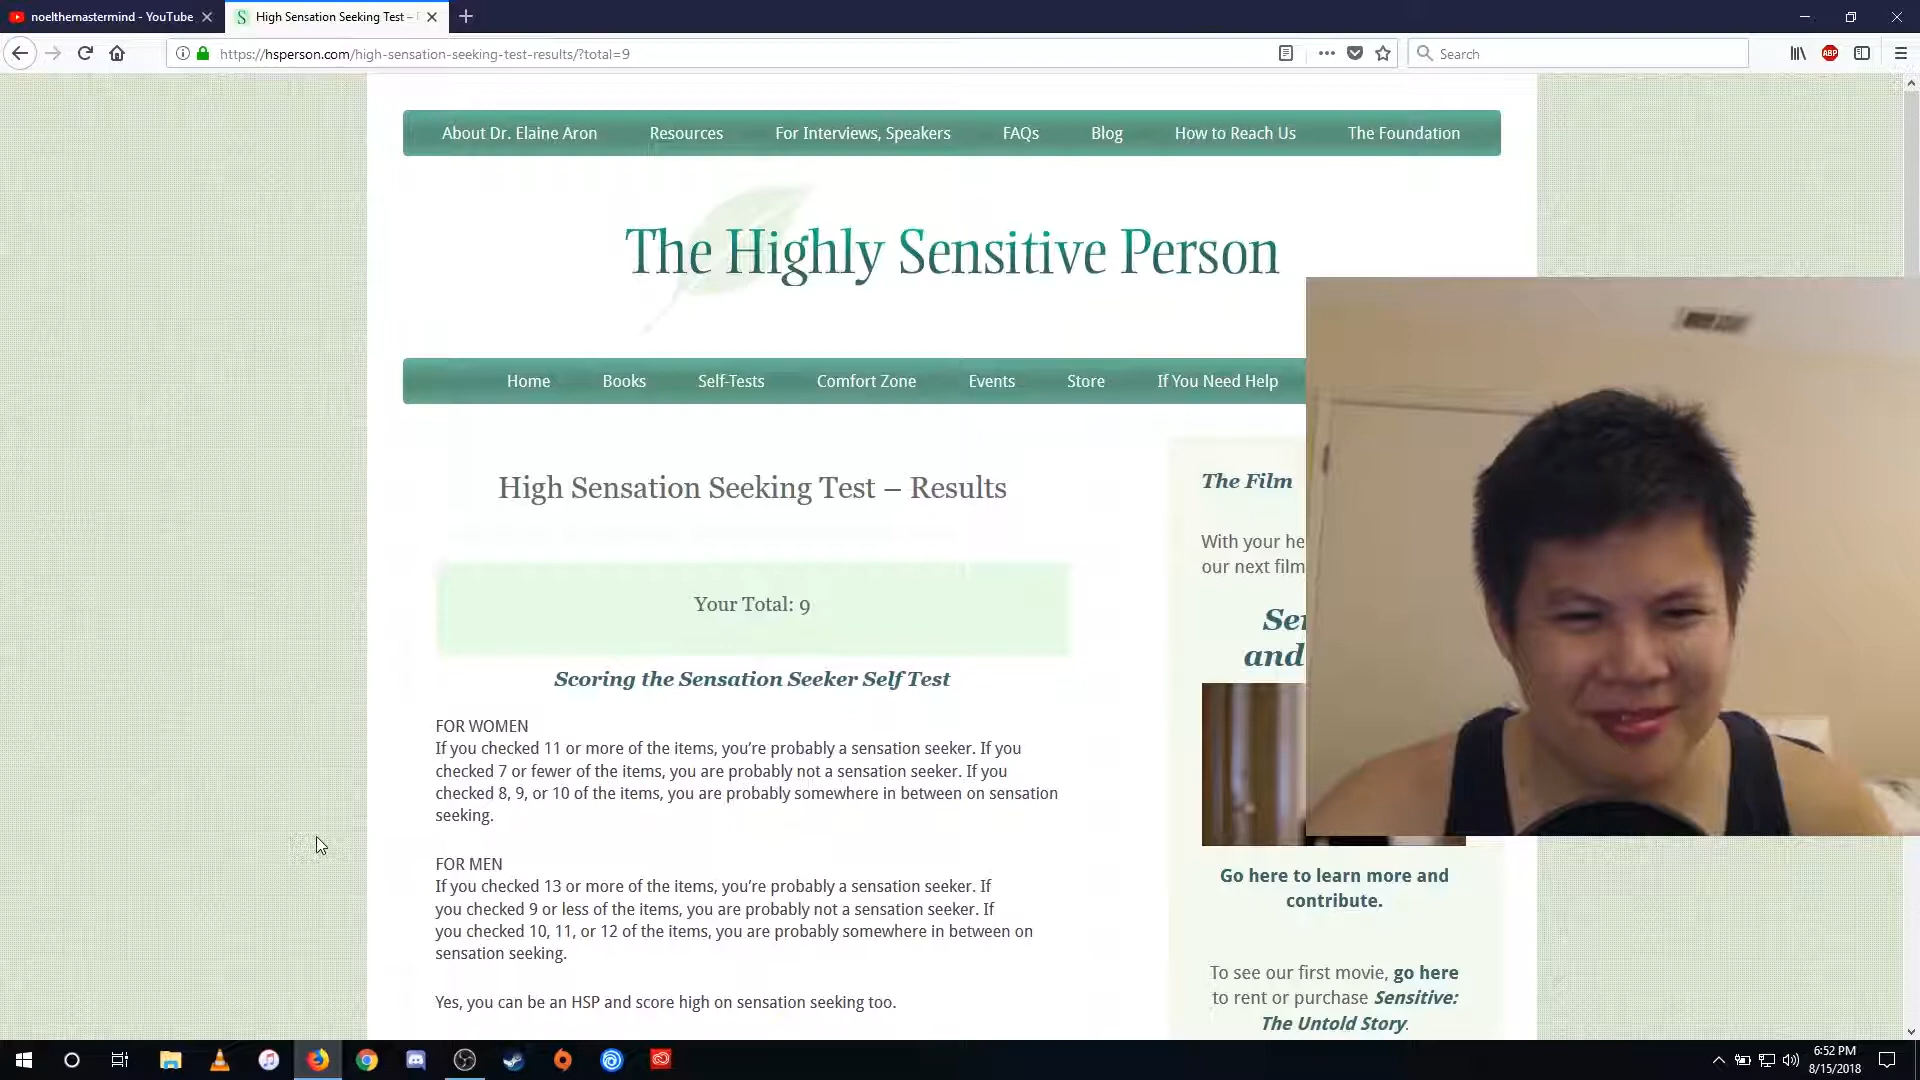 noelthemastermind - YouTube
High Sensation Seeking Test –
https://hsperson.com/high-sensation-seeking-test-results/?total=9
Search
ABP
About Dr. Elaine Aron Resources For Interviews, Speakers FAQs Blog How to Reach Us The Foundation
The Highly Sensitive Person
Home Books Self-Tests Comfort Zone Events Store If You Need Help
High Sensation Seeking Test – Results
Your Total: 9
Scoring the Sensation Seeker Self Test
FOR WOMEN
If you checked 11 or more of the items, you’re probably a sensation seeker. If you
checked 7 or fewer of the items, you are probably not a sensation seeker. If you
checked 8, 9, or 10 of the items, you are probably somewhere in between on sensation
seeking.
FOR MEN
If you checked 13 or more of the items, you’re probably a sensation seeker. If
you checked 9 or less of the items, you are probably not a sensation seeker. If
you checked 10, 11, or 12 of the items, you are probably somewhere in between on
sensation seeking.
Yes, you can be an HSP and score high on sensation seeking too.
The Film
With your he
our next film
Sen
and
Go here to learn more and
contribute.
To see our first movie, go here
to rent or purchase Sensitive:
The Untold Story.
6:52 PM
8/15/2018